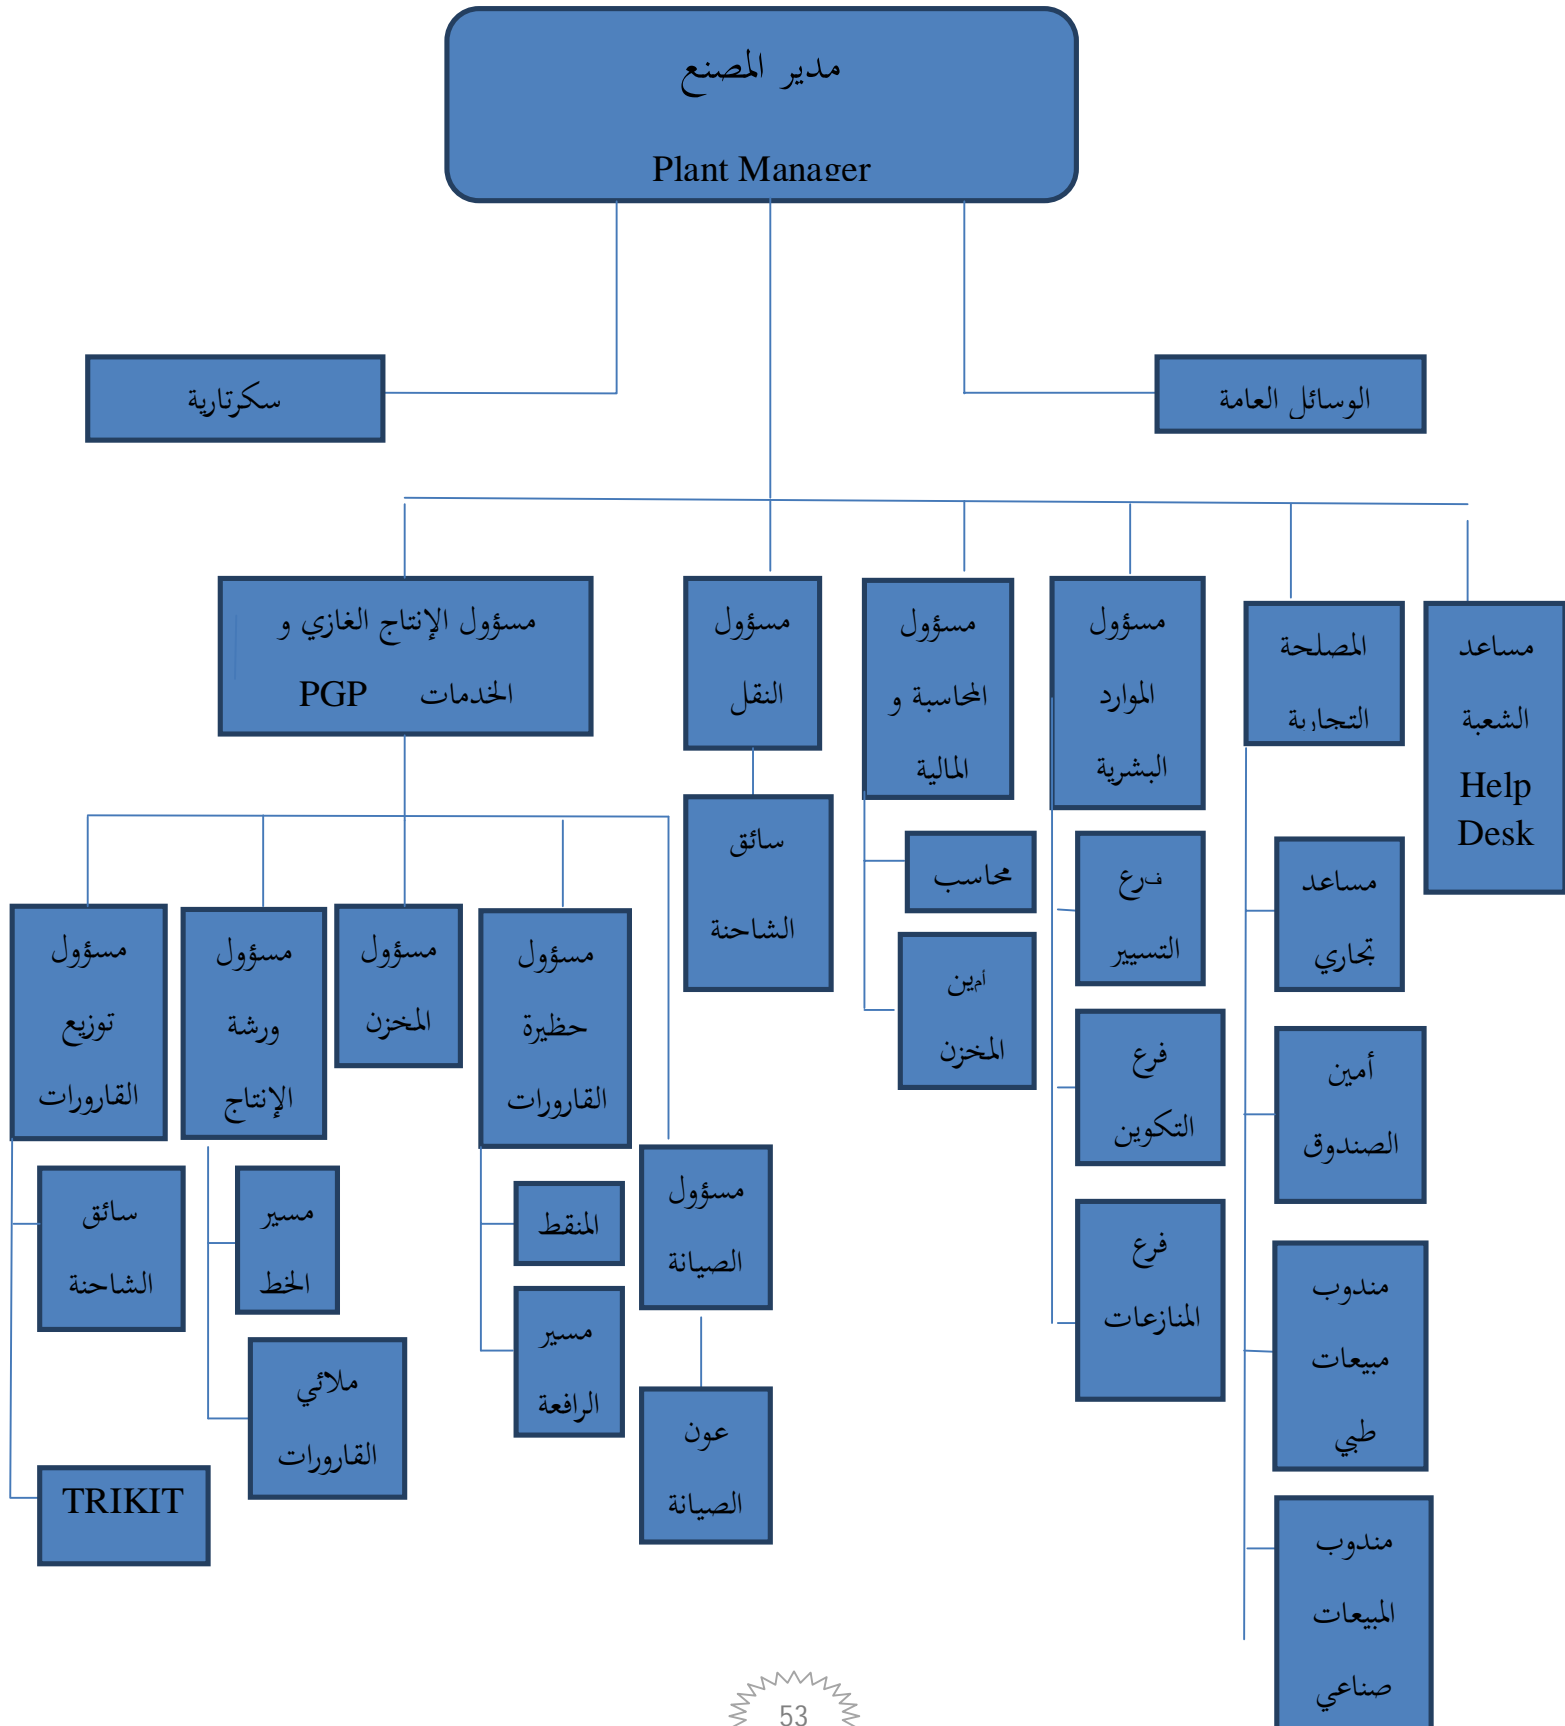 مدير المصنع
Plant Manager
الوسائل العامة
سكرتارية
مساعد
الشعبة
Help
Desk
المصلحة
التجارية
مسؤول
الموارد
البشرية
مسؤول
المحاسبة و
المالية
مسؤول
النقل
مسؤول الإنتاج الغازي و
الخدمات PGP
مساعد
تجاري
أمين
الصندوق
مندوب
مبيعات
طبي
مندوب
المبيعات
صناعي
فرع
التسيير
فرع
التكوين
فرع
المنازعات
محاسب
أمين
المخزن
سائق
الشاحنة
مسؤول
الصيانة
عون
الصيانة
مسؤول
حظيرة
القارورات
المنقط
مسير
الرافعة
مسؤول
المخزن
مسؤول
ورشة
الإنتاج
مسير
الخط
ملائي
القارورات
مسؤول
توزيع
القارورات
سائق
الشاحنة
TRIKIT
53